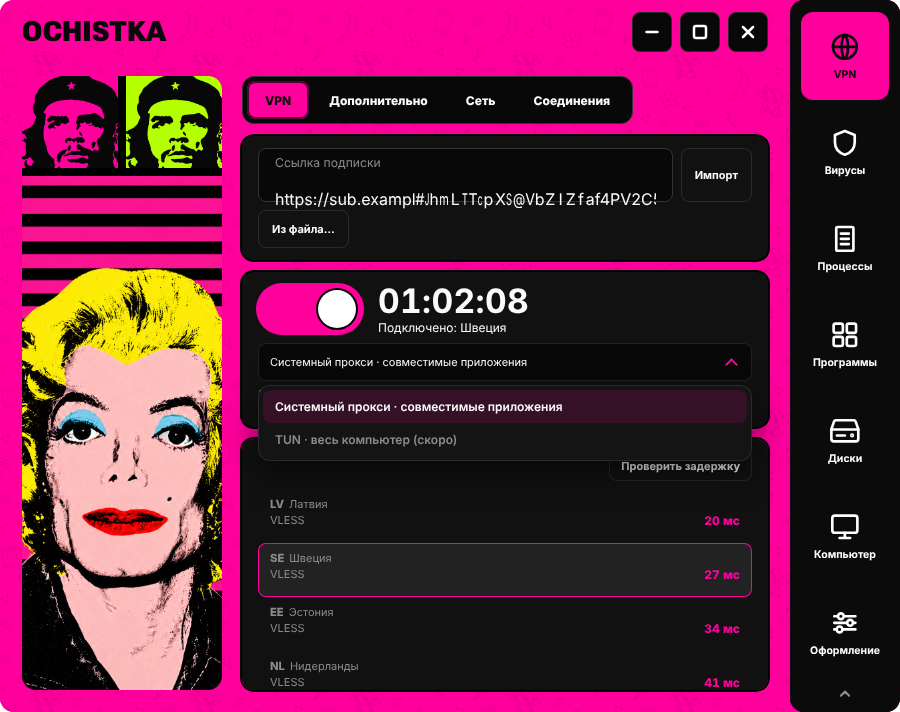 OCHISTKA
VPN
Дополнительно
Сеть
Соединения
Ссылка подписки
Импорт
Из файла...
01:02:08
Подключено: Швеция
Системный прокси · совместимые приложения
Системный прокси · совместимые приложения
TUN · весь компьютер (скоро)
Проверить задержку
LV Латвия
VLESS
20 мс
SE Швеция
VLESS
27 мс
EE Эстония
VLESS
34 мс
NL Нидерланды
VLESS
41 мс
VPN
Вирусы
Процессы
Программы
Диски
Компьютер
Оформление